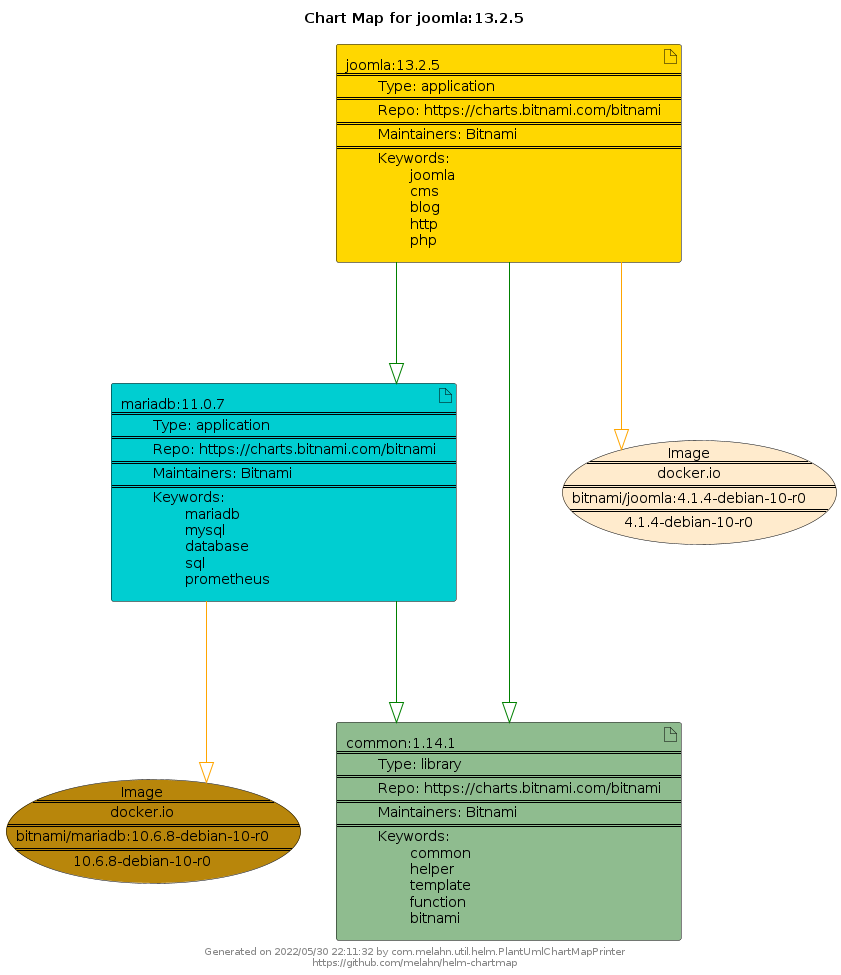 Chart Map for joomla:13.2.5
joomla:13.2.5
Type: application
Repo: https://charts.bitnami.com/bitnami
Maintainers: Bitnami
Keywords:
joomla
cms
blog
http
php
mariadb:11.0.7
Type: application
Repo: https://charts.bitnami.com/bitnami
Maintainers: Bitnami
Keywords:
mariadb
mysql
database
sql
prometheus
Image
docker.io
bitnami/joomla:4.1.4-debian-10-r0
4.1.4-debian-10-r0
Image
docker.io
bitnami/mariadb:10.6.8-debian-10-r0
10.6.8-debian-10-r0
common:1.14.1
Type: library
Repo: https://charts.bitnami.com/bitnami
Maintainers: Bitnami
Keywords:
common
helper
template
function
bitnami
Generated on 2022/05/30 22:11:32 by com.melahn.util.helm.PlantUmlChartMapPrinter
https://github.com/melahn/helm-chartmap